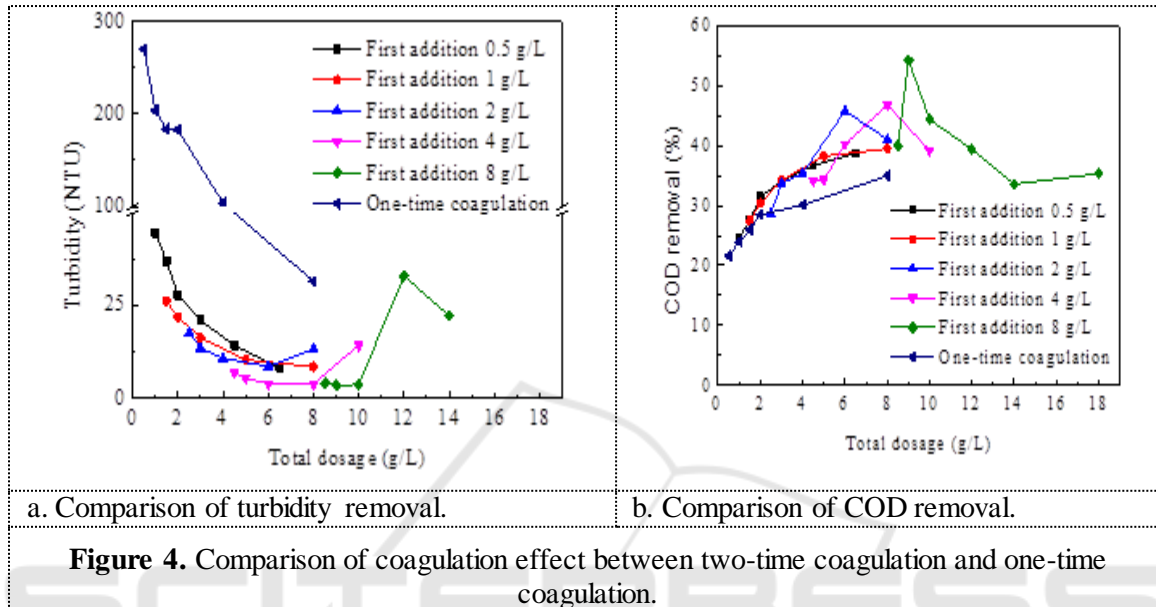 300
200
100
25
0
Turbidity (NTU)
First addition 0.5 g/L
First addition 1 g/L
First addition 2 g/L
First addition 4 g/L
First addition 8 g/L
One-time coagulation
0 2 4 6 8 10 12 14 16 18
Total dosage (g/L)
60
50
40
30
20
10
0
COD removal (%)
First addition 0.5 g/L
First addition 1 g/L
First addition 2 g/L
First addition 4 g/L
First addition 8 g/L
One-time coagulation
0 2 4 6 8 10 12 14 16 18
Total dosage (g/L)
a. Comparison of turbidity removal.
b. Comparison of COD removal.
Figure 4. Comparison of coagulation effect between two-time coagulation and one-time
coagulation.